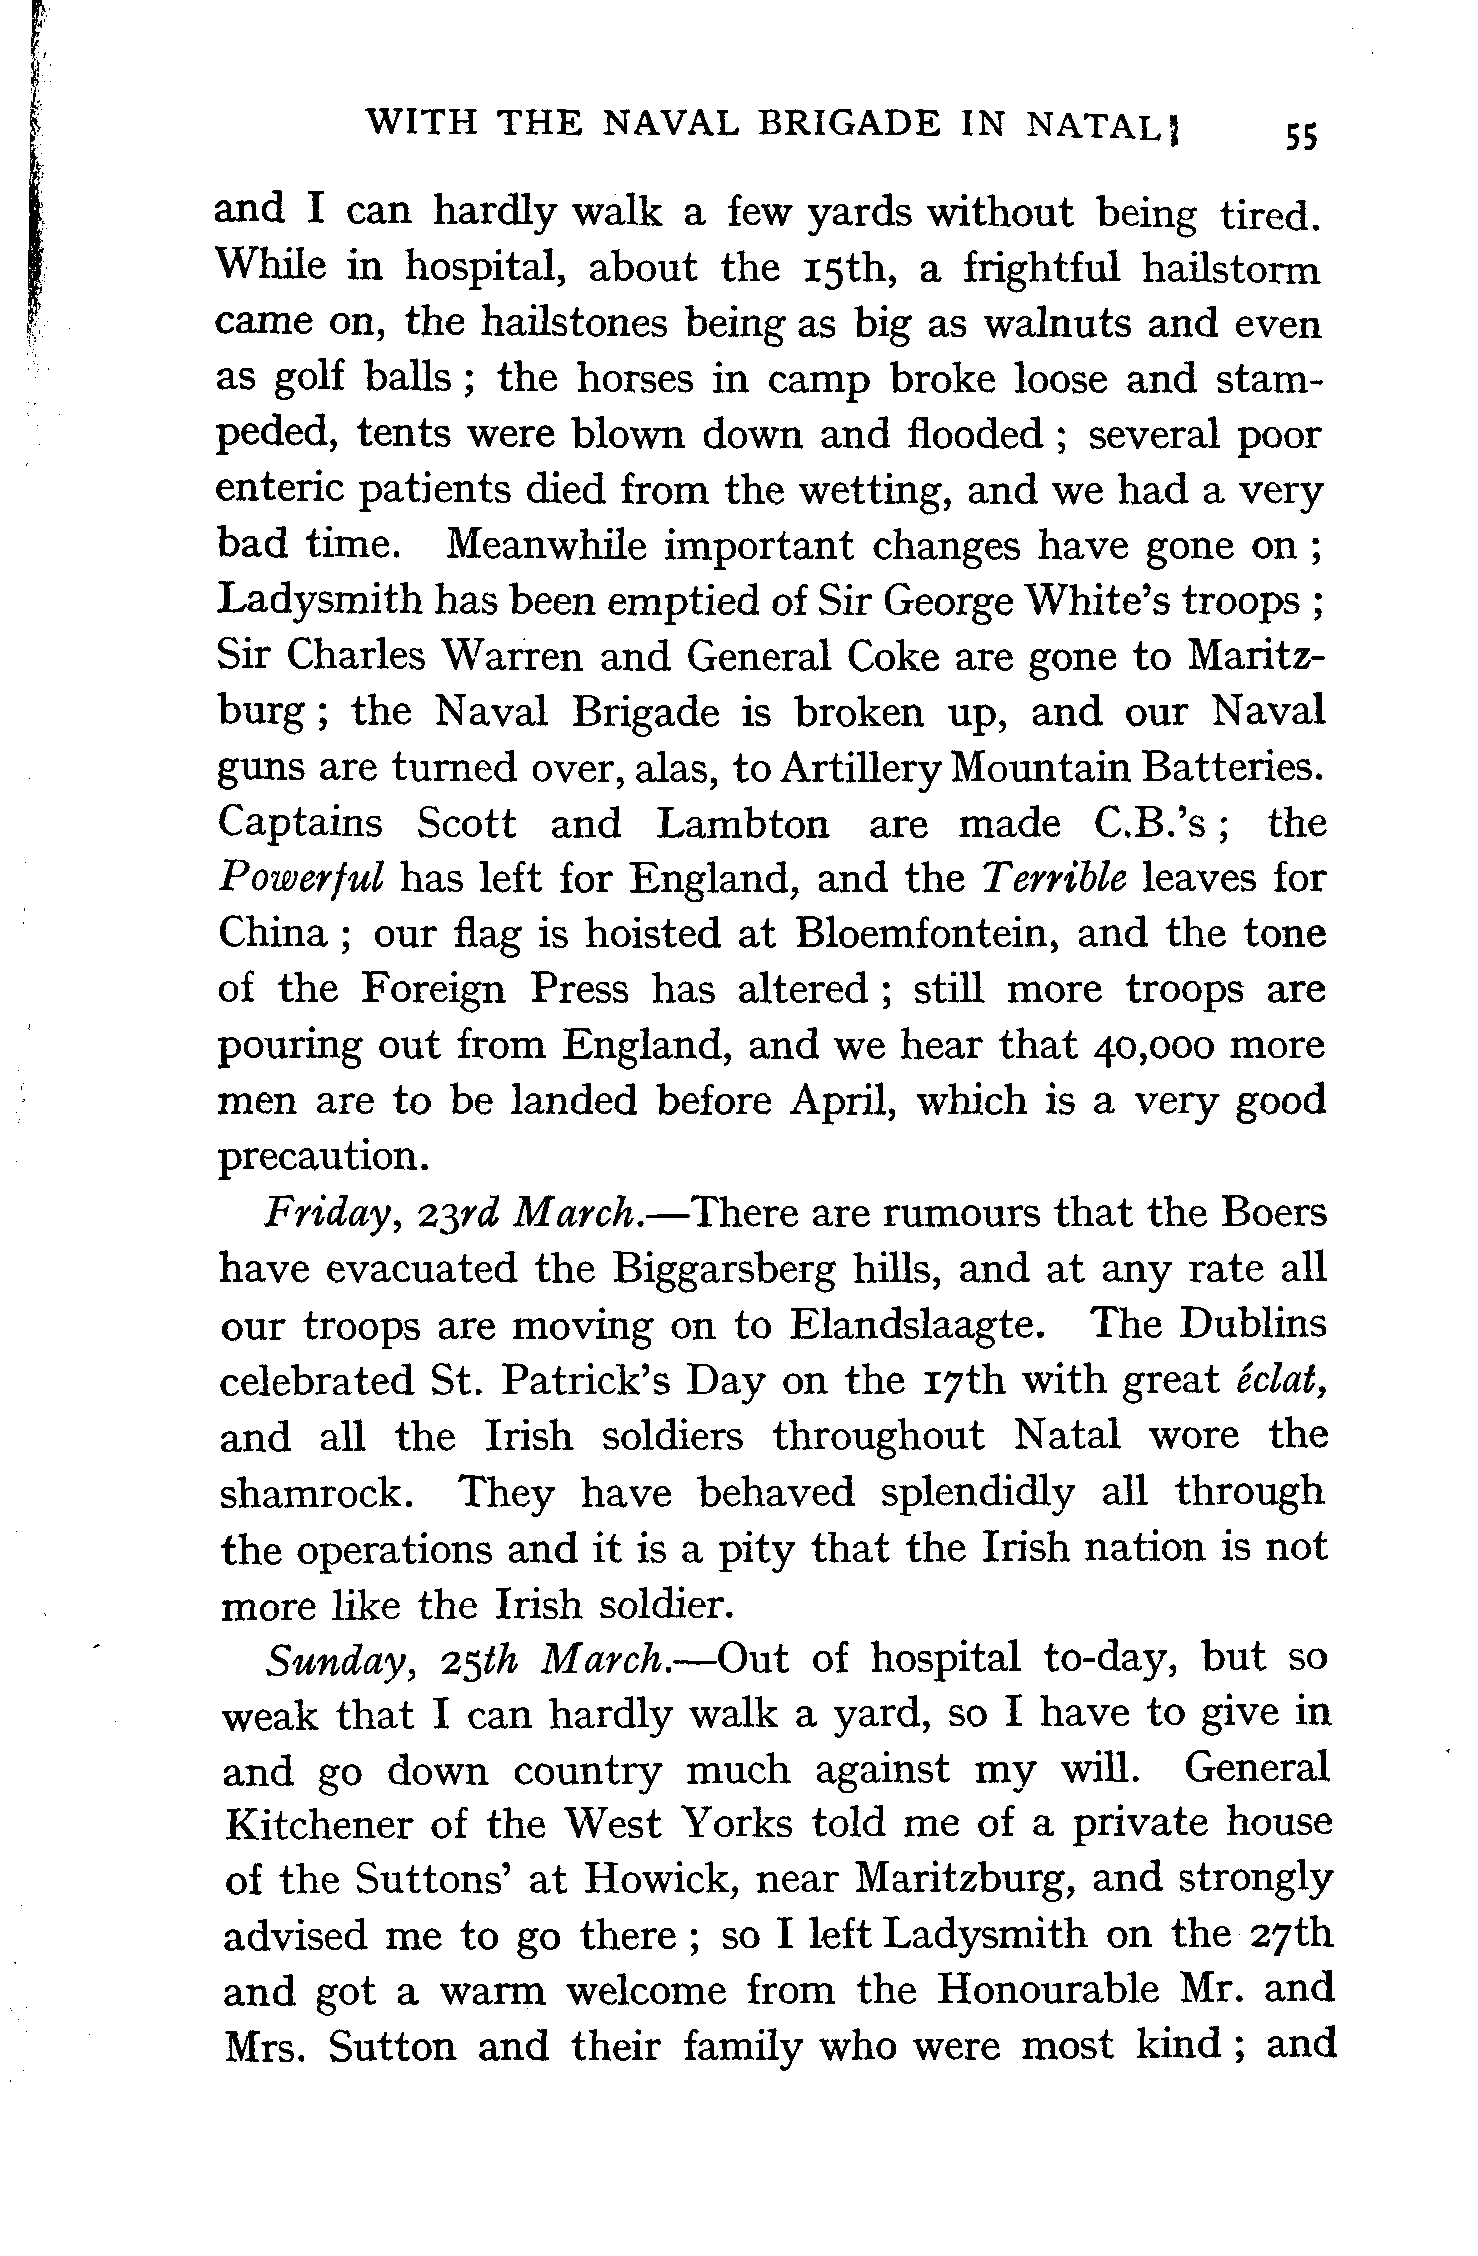 WITH THE NAVAL BRIGADE IN NATAL 55
and I can hardly walk a few yards without being tired.
While in hospital, about the 15th, a frightful hailstorm
came on, the hailstones being as big as walnuts and even
as golf balls ; the horses in camp broke loose and stam-
peded, tents were blown down and flooded ; several poor
enteric patients died from the wetting, and we had a very
bad time. Meanwhile important changes have gone on ;
Ladysmith has been emptied of Sir George White's troops ;
Sir Charles Warren and General Coke are gone to Maritz-
burg ; the Naval Brigade is broken up, and our Naval
guns are turned over, alas, to Artillery Mountain Batteries.
Captains Scott and Lambton are made C.B.'s ; the
Powerful has left for England, and the Terrible leaves for
China ; our flag is hoisted at Bloemfontein, and the tone
of the Foreign Press has altered ; still more troops are
pouring out from England, and we hear that 40,000 more
men are to be landed before April, which is a very good
precaution.
Friday, 23rd March.—There are rumours that the Boers
have evacuated the Biggarsberg hills, and at any rate all
our troops are moving on to Elandslaagte. The Dublins
celebrated St. Patrick's Day on the 17th with great éclat,
and all the Irish soldiers throughout Natal wore the
shamrock. They have behaved splendidly all through
the operations and it is a pity that the Irish nation is not
more like the Irish soldier.
Sunday, 25th March.—Out of hospital to-day, but so
weak that I can hardly walk a yard, so I have to give in
and go down country much against my will. General
Kitchener of the West Yorks told me of a private house
of the Suttons' at Howick, near Maritzburg, and strongly
advised me to go there ; so I left Ladysmith on the 27th
and got a warm welcome from the Honourable Mr. and
Mrs. Sutton and their family who were most kind ; and